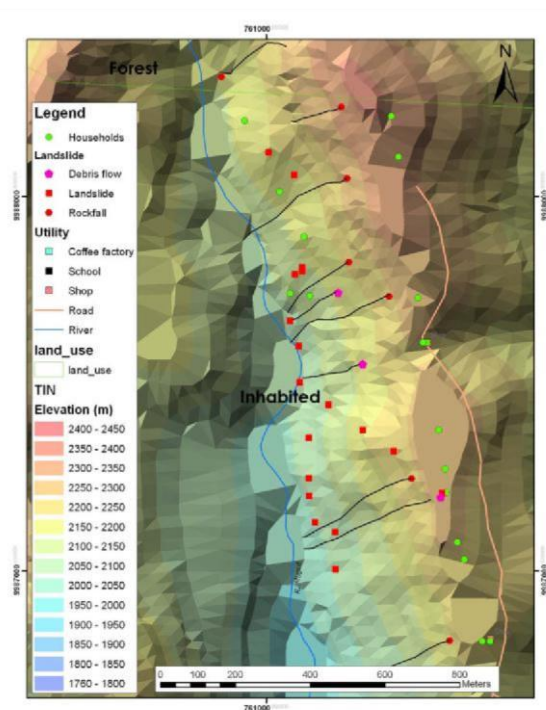 761000
Forest
N
Legend
Households
Landslide
Debris flow
Landslide
Rockfall
Utility
Coffee factory
School
Shop
Road
River
land_use
land_use
TIN
Elevation (m)
2400 - 2450
2350 - 2400
2300 - 2350
2250 - 2300
2200 - 2250
2150 - 2200
2100 - 2150
2050 - 2100
2000 - 2050
1950 - 2000
1900 - 1950
1850 - 1900
1800 - 1850
1760 - 1800
Inhabited
0 100 200 400 600 800
Meters
761000